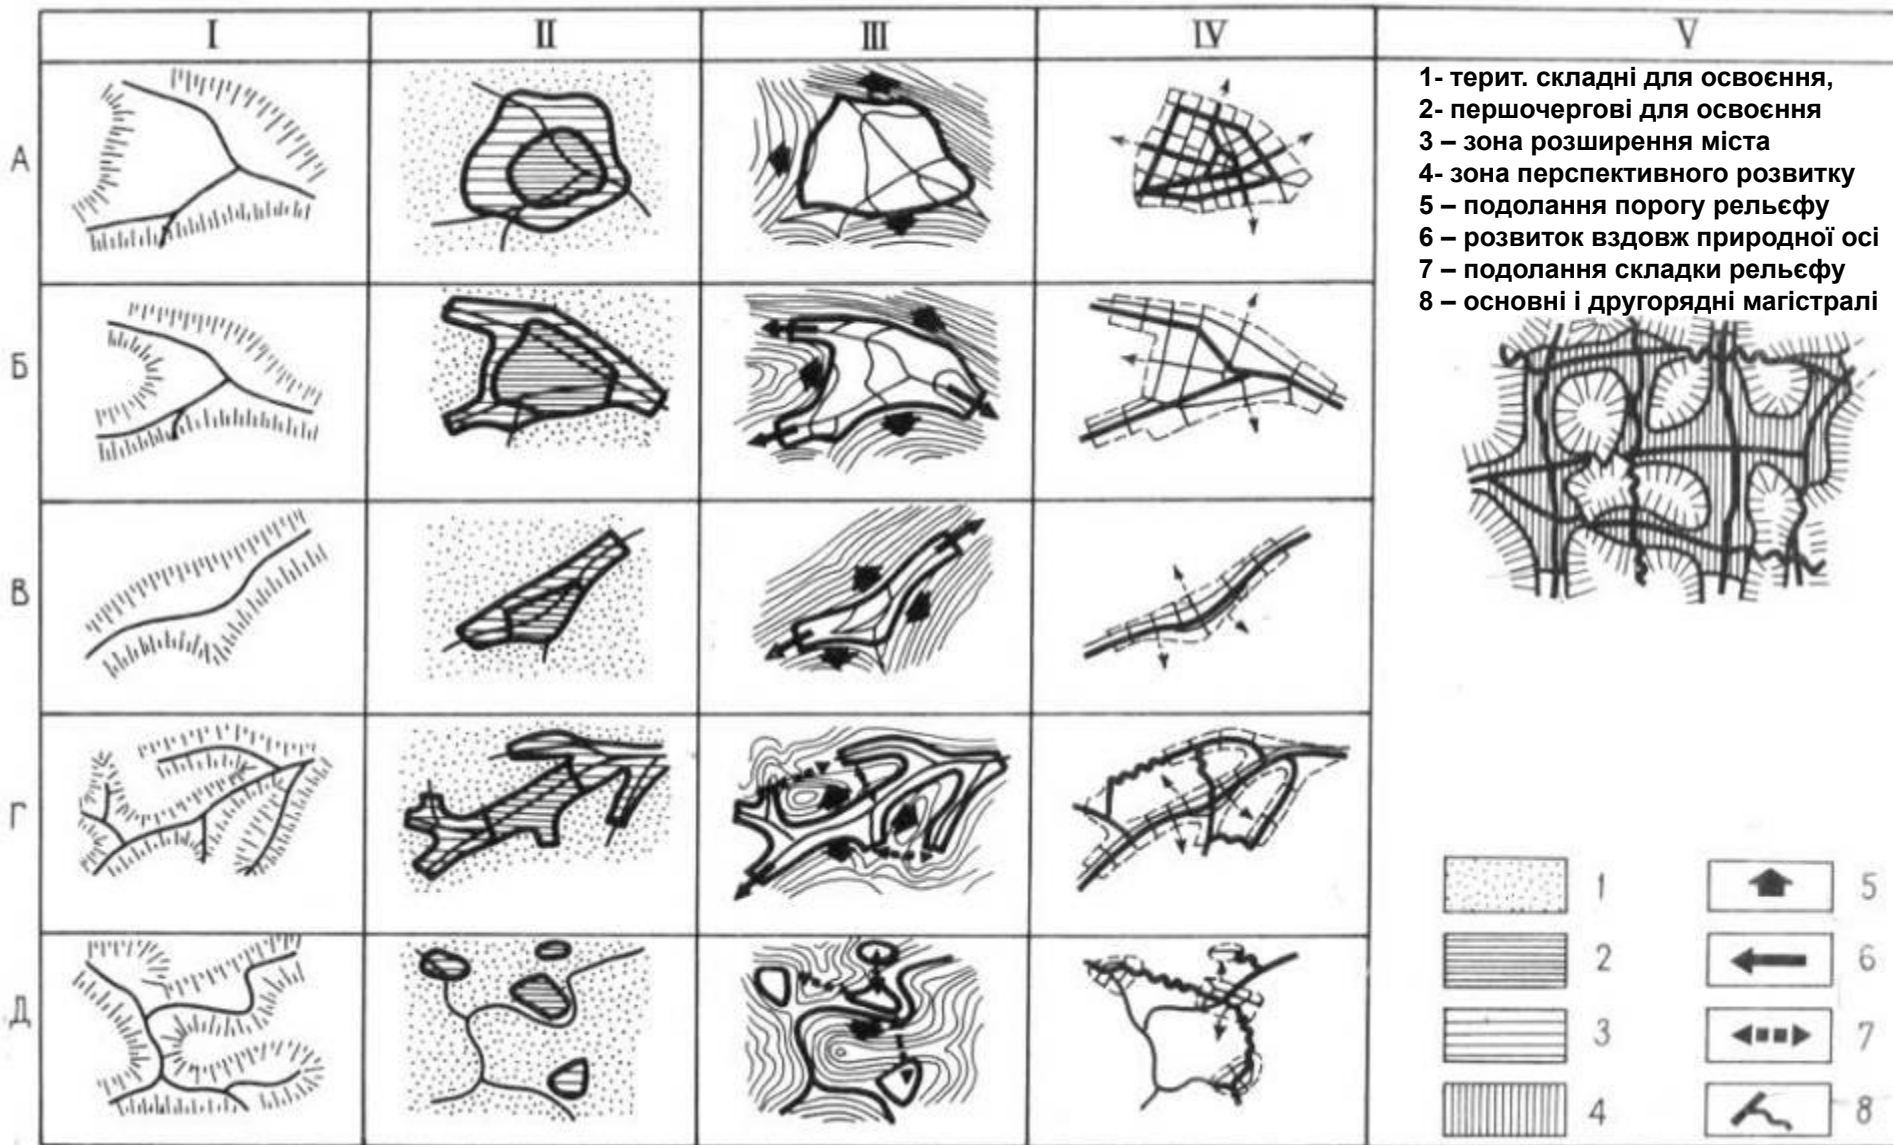 I II III IV V
А
Б
В
Г
Д
1- терит. складні для освоєння,
2- першочергові для освоєння
3 – зона розширення міста
4- зона перспективного розвитку
5 – подолання порогу рельєфу
6 – розвиток вздовж природної осі
7 – подолання складки рельєфу
8 – основні і другорядні магістралі
1 5
2 6
3 7
4 8